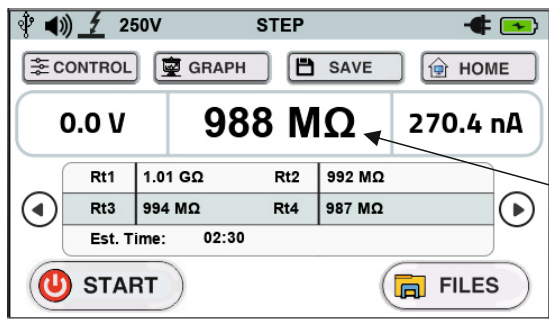 250V STEP
CONTROL GRAPH SAVE HOME
0.0 V 988 MΩ 270.4 nA
Rt1 1.01 GΩ Rt2 992 MΩ
Rt3 994 MΩ Rt4 987 MΩ
Est. Time: 02:30
START FILES